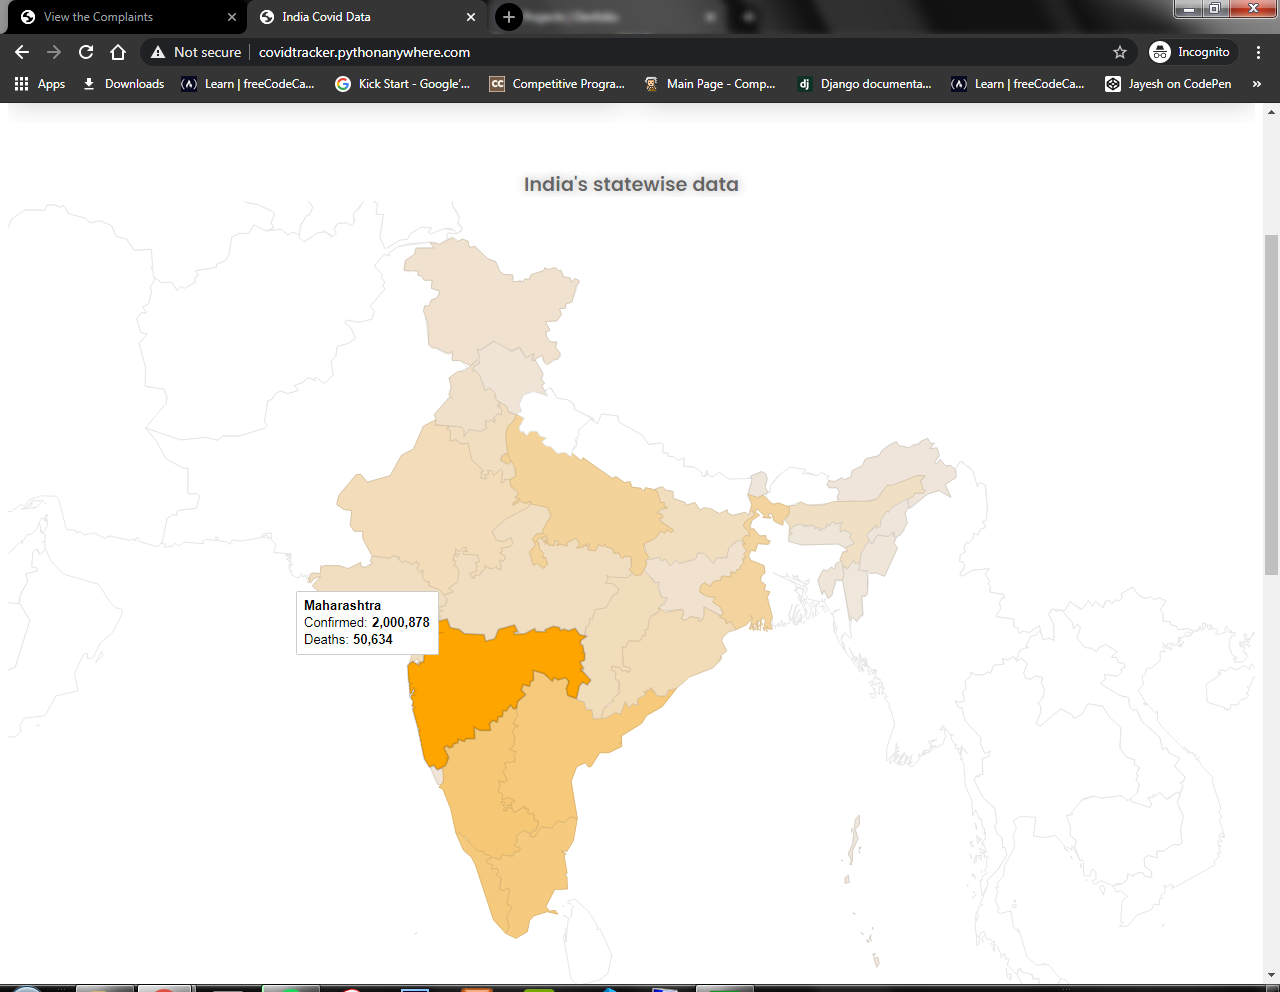 View the Complaints
India Covid Data
Not secure
covidtracker.pythonanywhere.com
Incognito
Apps
Downloads
Learn | freeCodeCa...
Kick Start - Google'...
CC
Competitive Progra...
Main Page - Comp...
dj
Django documenta...
Learn | freeCodeCa...
Jayesh on CodePen
India's statewise data
Maharashtra
Confirmed: 2,000,878
Deaths: 50,634